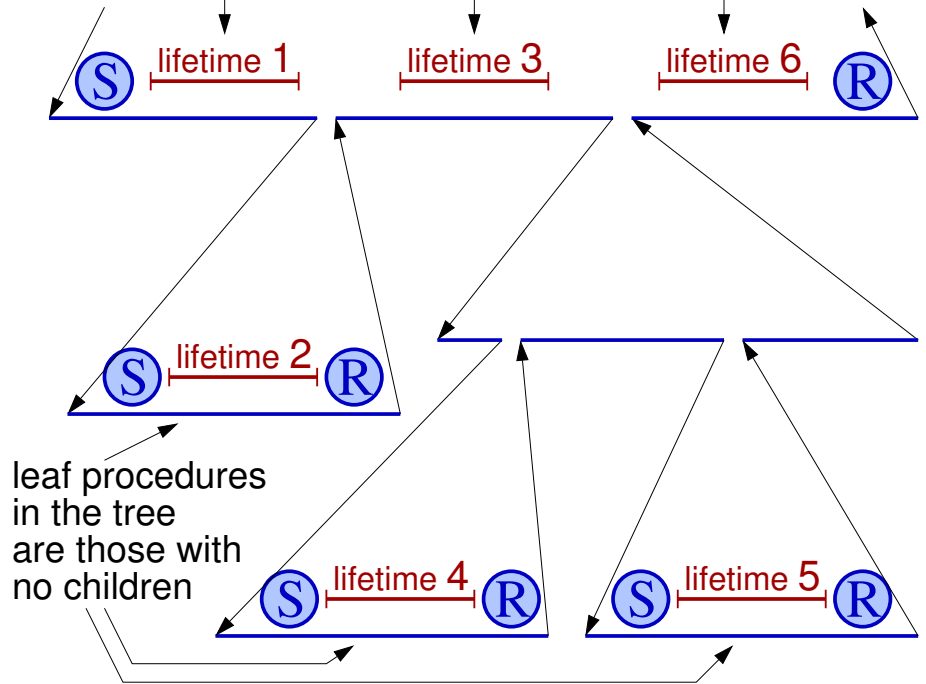 S lifetime 1 lifetime 3 lifetime 6 R
S lifetime 2 R
leaf procedures
in the tree
are those with
no children
S lifetime 4 R S lifetime 5 R